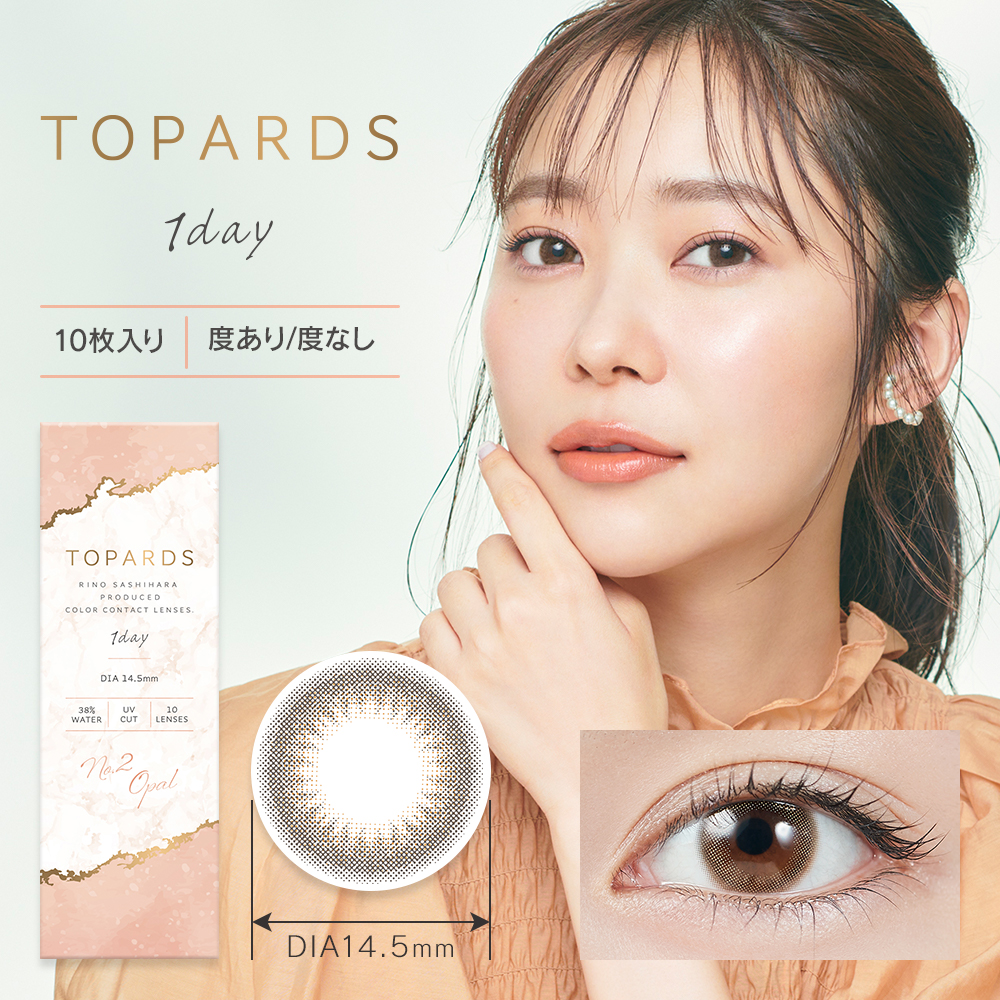 TOPARDS
1day
10枚入り
度あり/度なし
TOPARDS
RINO SASHIHARA
PRODUCED
COLOR CONTACT LENSES.
1day
DIA 14.5mm
38%
WATER
UV
CUT
10
LENSES
No.2
Opal
DIA14.5mm